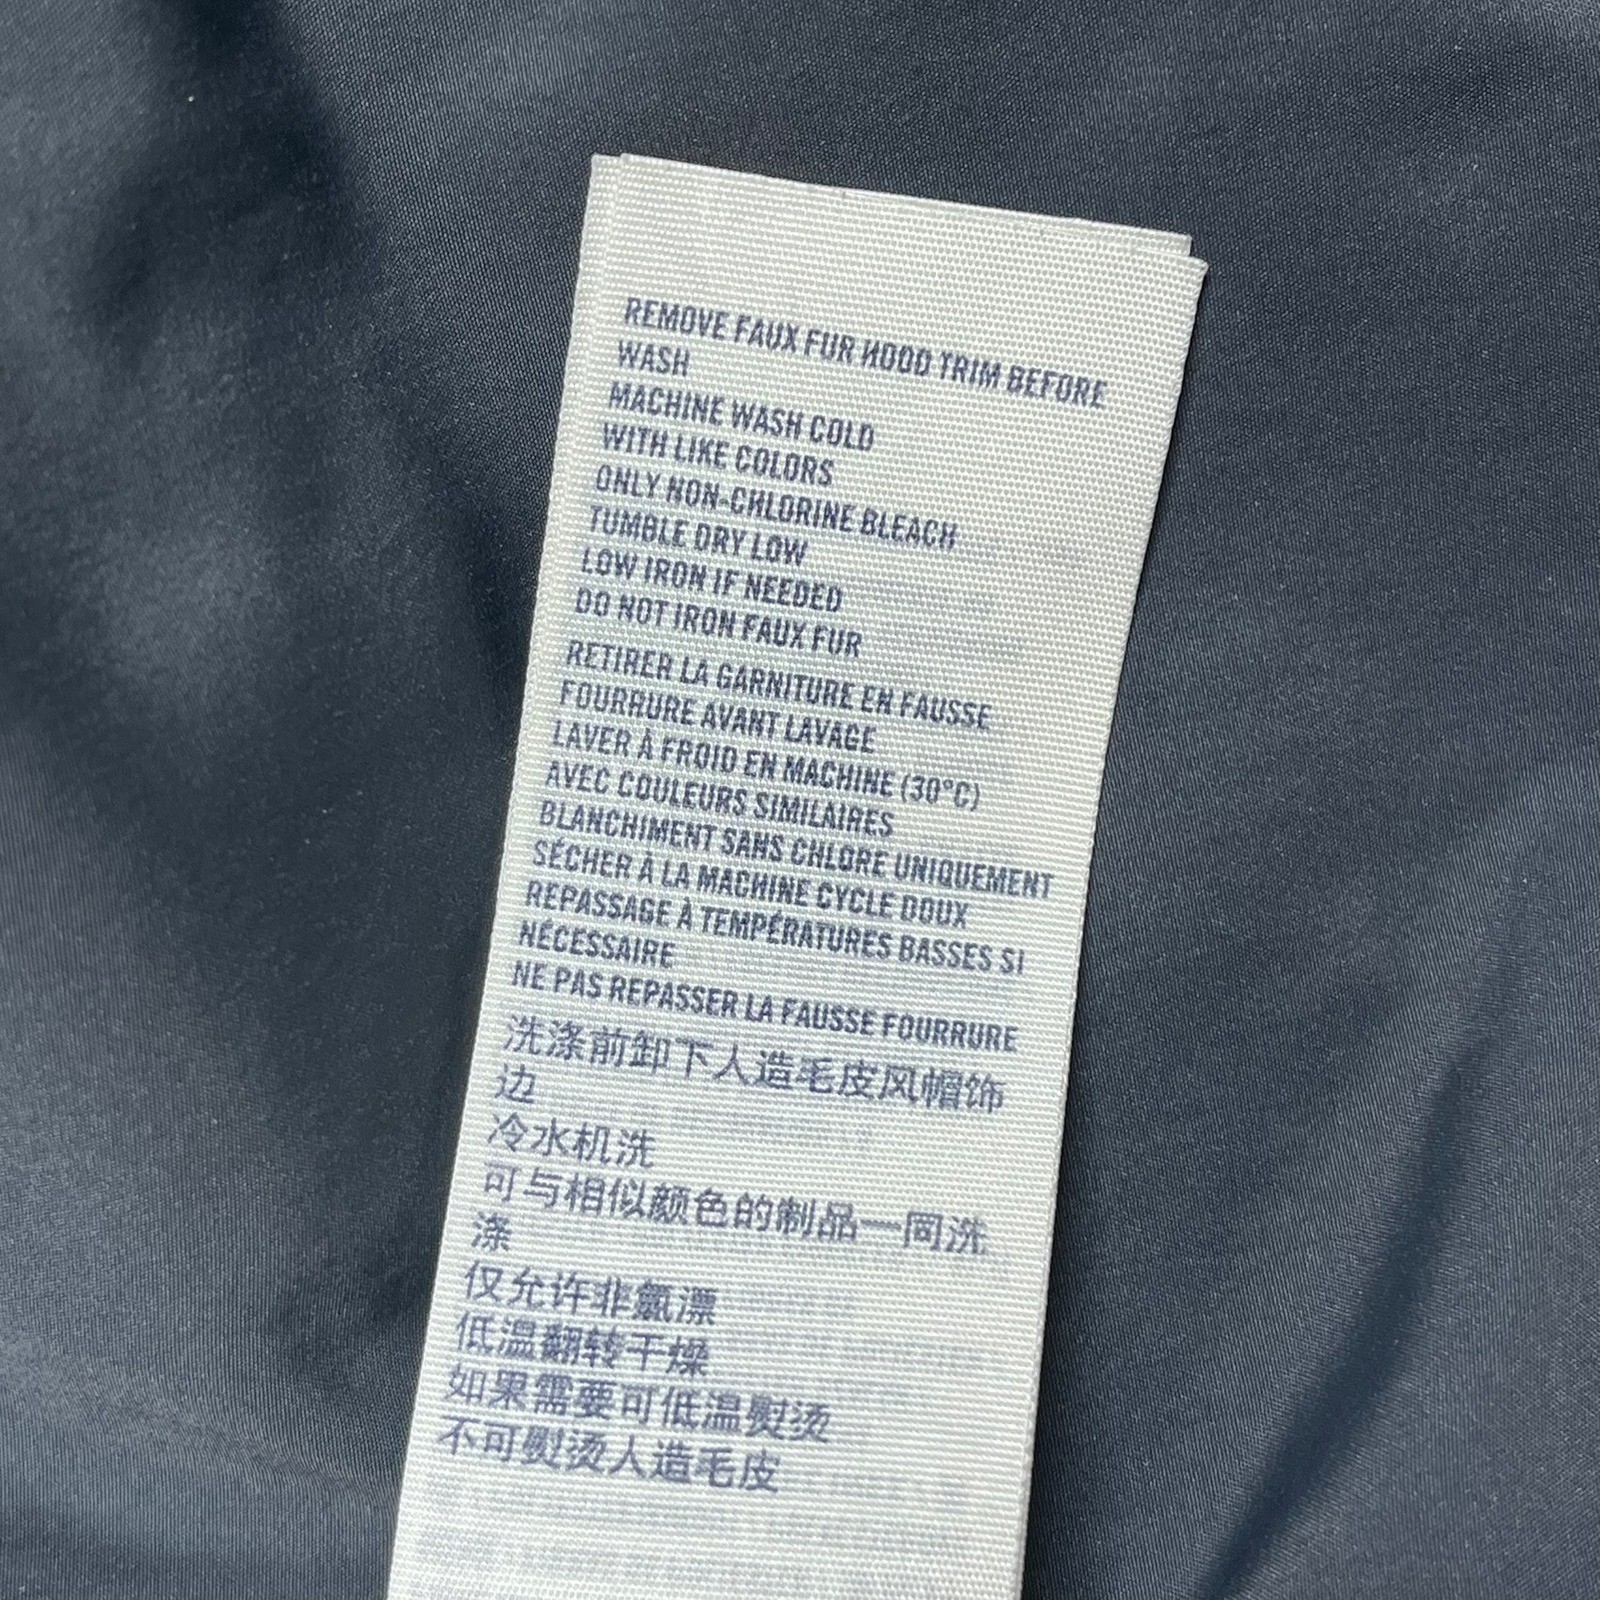 REMOVE FAUX FUR HOOD TRIM BEFORE
WASH
MACHINE WASH COLD
WITH LIKE COLORS
ONLY NON-CHLORINE BLEACH
TUMBLE DRY LOW
LOW IRON IF NEEDED
DO NOT IRON FAUX FUR
RETIRER LA GARNITURE EN FAUSSE
FOURRURE AVANT LAVAGE
LAVER À FROID EN MACHINE (30°C)
AVEC COULEURS SIMILAIRES
BLANCHIMENT SANS CHLORE UNIQUEMENT
SÉCHER À LA MACHINE CYCLE DOUX
REPASSAGE À TEMPÉRATURES BASSES SI
NÉCESSAIRE
NE PAS REPASSER LA FAUSSE FOURRURE
洗涤前卸下人造毛皮风帽饰
边
冷水机洗
可与相似颜色的制品一同洗
涤
仅允许非氯漂
低温翻转干燥
如果需要可低温熨烫
不可熨烫人造毛皮